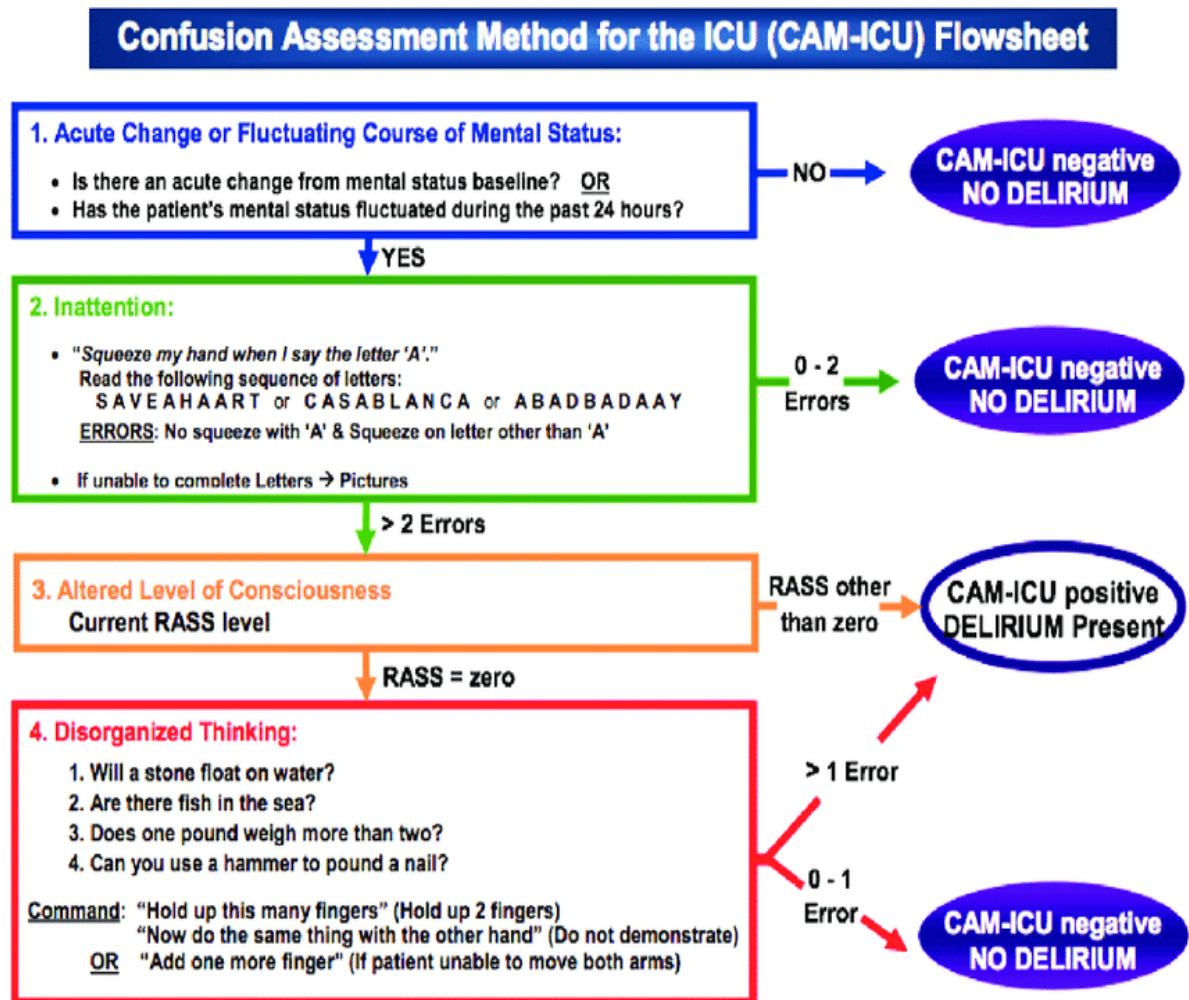 Confusion Assessment Method for the ICU (CAM-ICU) Flowsheet
1. Acute Change or Fluctuating Course of Mental Status:
• Is there an acute change from mental status baseline? OR
• Has the patient's mental status fluctuated during the past 24 hours?
NO
CAM-ICU negative
NO DELIRIUM
YES
2. Inattention:
• "Squeeze my hand when I say the letter 'A'."
Read the following sequence of letters:
S A V E A H A A R T or C A S A B L A N C A or A B A D B A D A A Y
ERRORS: No squeeze with 'A' & Squeeze on letter other than 'A'
• If unable to complete Letters → Pictures
0 - 2
Errors
CAM-ICU negative
NO DELIRIUM
> 2 Errors
3. Altered Level of Consciousness
Current RASS level
RASS other
than zero
CAM-ICU positive
DELIRIUM Present
RASS = zero
4. Disorganized Thinking:
1. Will a stone float on water?
2. Are there fish in the sea?
3. Does one pound weigh more than two?
4. Can you use a hammer to pound a nail?
Command: "Hold up this many fingers" (Hold up 2 fingers)
"Now do the same thing with the other hand" (Do not demonstrate)
OR "Add one more finger" (If patient unable to move both arms)
> 1 Error
0 - 1
Error
CAM-ICU negative
NO DELIRIUM